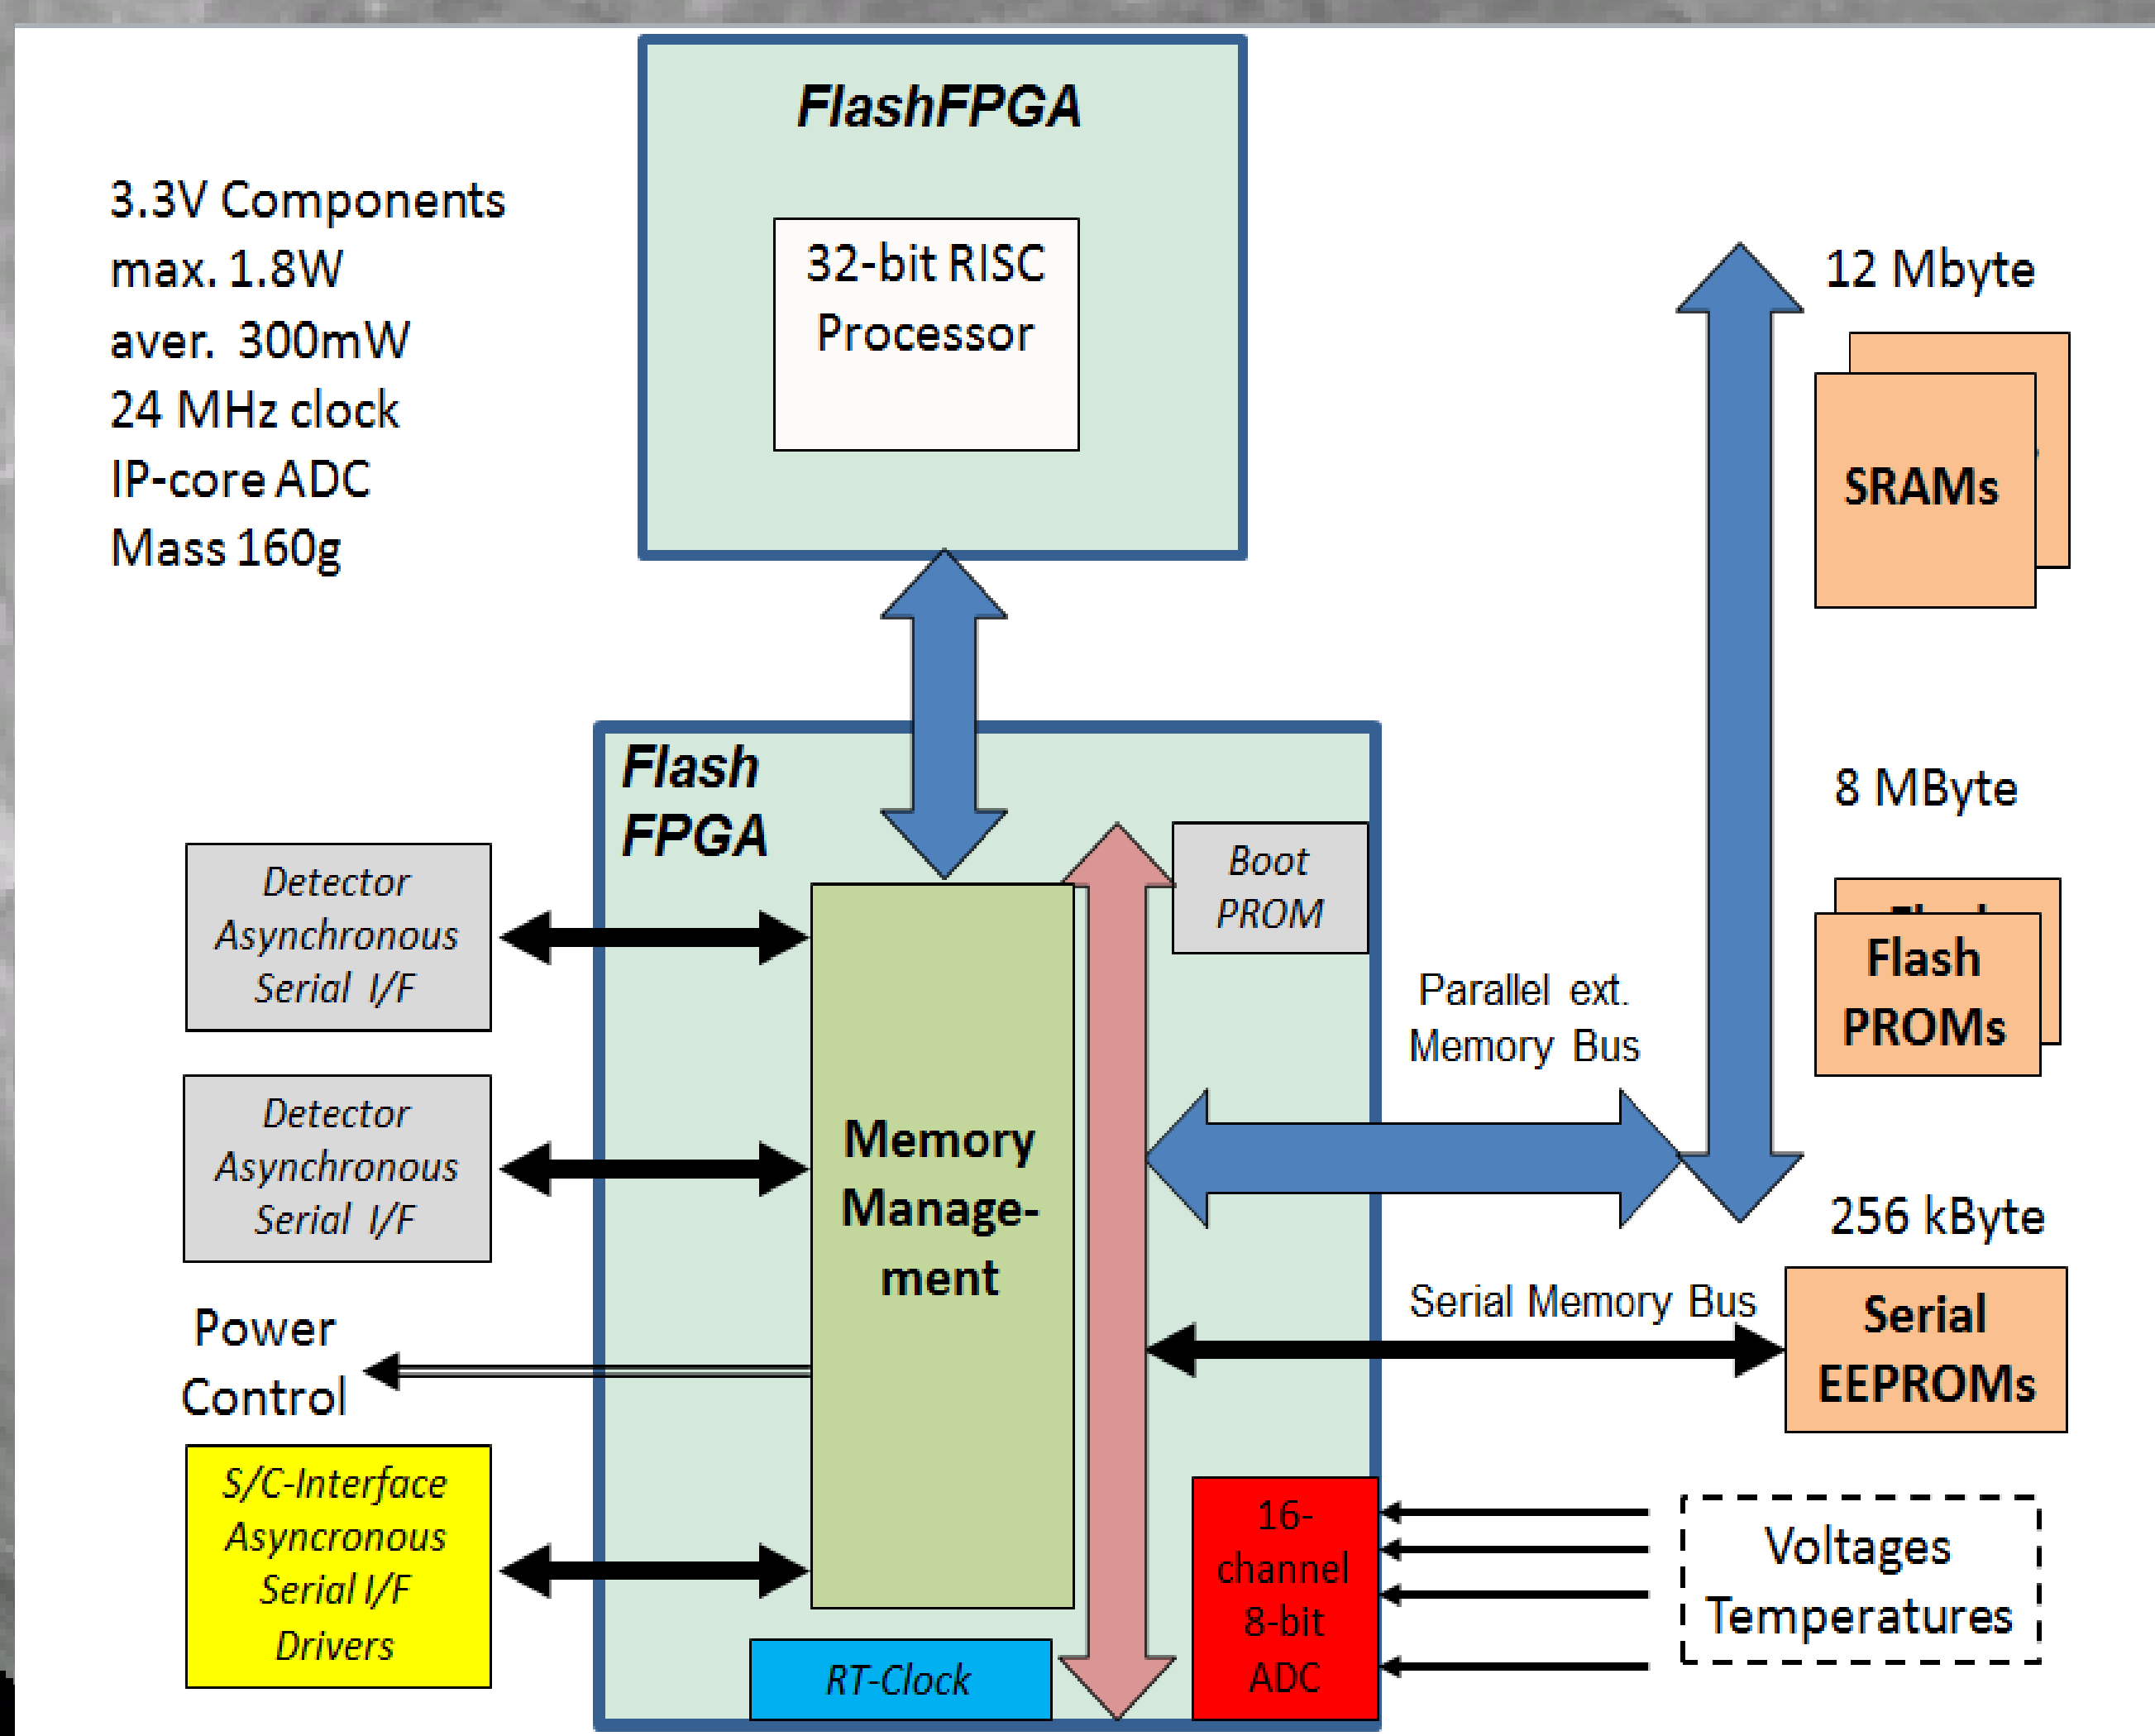 FlashFPGA
32-bit RISC
Processor
3.3V Components
max. 1.8W
aver. 300mW
24 MHz clock
IP-core ADC
Mass 160g
12 Mbyte
SRAMs
8 MByte
Flash
Flash
PROMs
Flash
FPGA
Boot
PROM
Detector
Asynchronous
Serial I/F
Detector
Asynchronous
Serial I/F
Memory
Manage-
ment
Parallel ext.
Memory Bus
256 kByte
Serial Memory Bus
Serial
EEPROMs
Power
Control
S/C-Interface
Asyncronous
Serial I/F
Drivers
RT-Clock
16-
channel
8-bit
ADC
Voltages
Temperatures